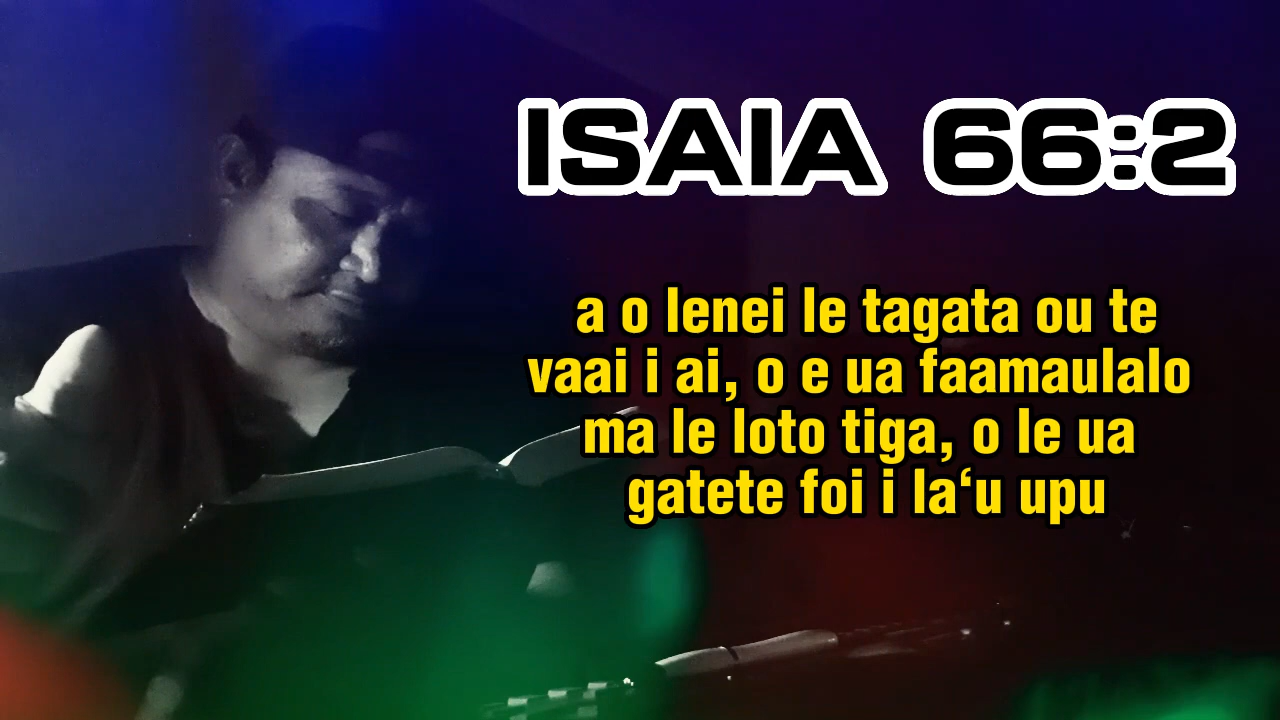 ISAIA 66:2
a o lenei le tagata ou te
vaai i ai, o e ua faamaulalo
ma le loto tiga, o le ua
gatete foi i la‘u upu